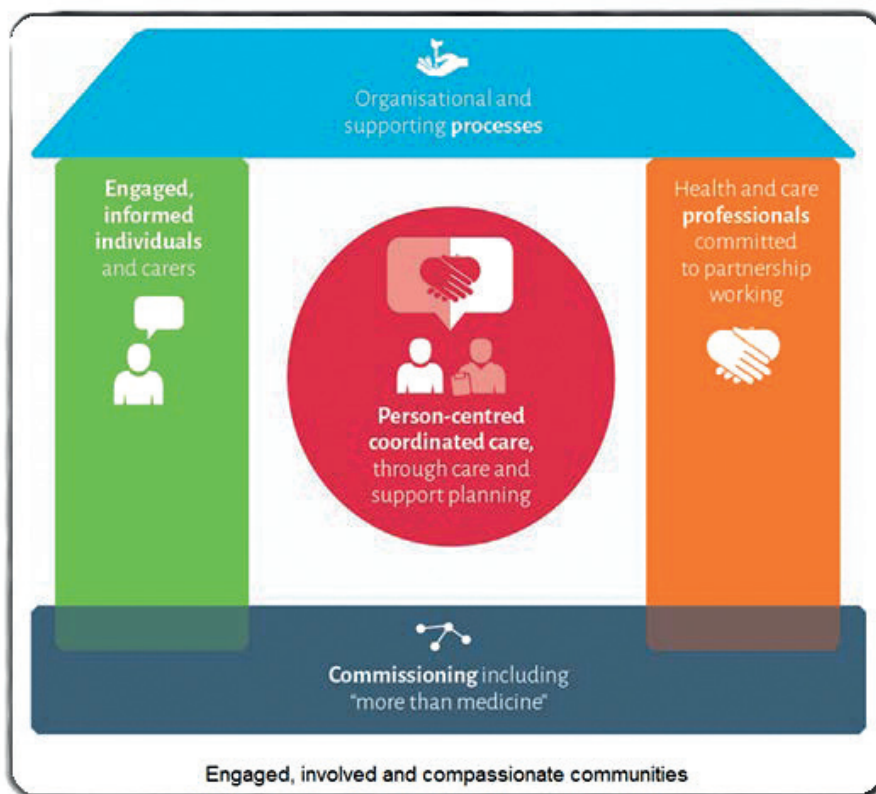 Organisational and
supporting processes
Engaged,
informed
individuals
and carers
Health and care
professionals
committed
to partnership
working
Person-centred
coordinated care,
through care and
support planning
Commissioning including
"more than medicine"
Engaged, involved and compassionate communities